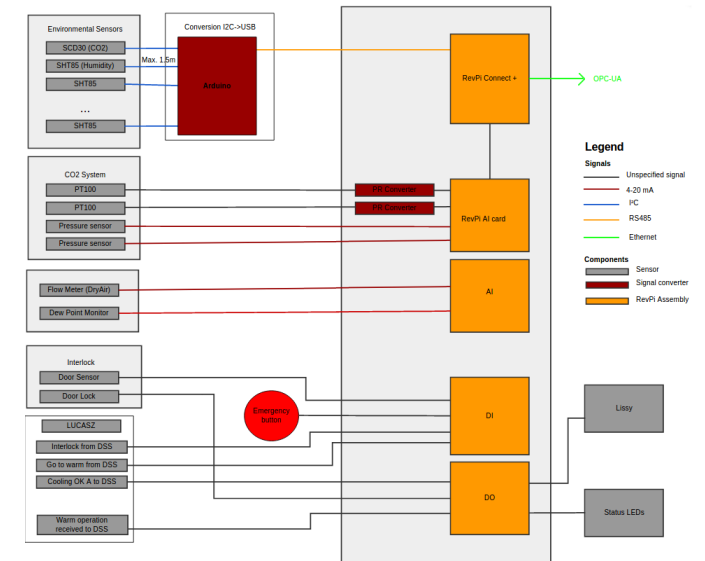 Environmental Sensors
SCD30 (CO2)
SHT85 (Humidity)
SHT85
...
SHT85
Conversion I2C->USB
Max. 1,5m
Arduino
RevPi Connect +
OPC-UA
CO2 System
PT100
PT100
Pressure sensor
Pressure sensor
PR Converter
PR Converter
RevPi AI card
Flow Meter (DryAir)
Dew Point Monitor
AI
Interlock
Door Sensor
Door Lock
Emergency
button
DI
LUCASZ
Interlock from DSS
Go to warm from DSS
Cooling OK A to DSS
Warm operation
received to DSS
DO
Lissy
Status LEDs
Legend
Signals
Unspecified signal
4-20 mA
I²C
RS485
Ethernet
Components
Sensor
Signal converter
RevPi Assembly